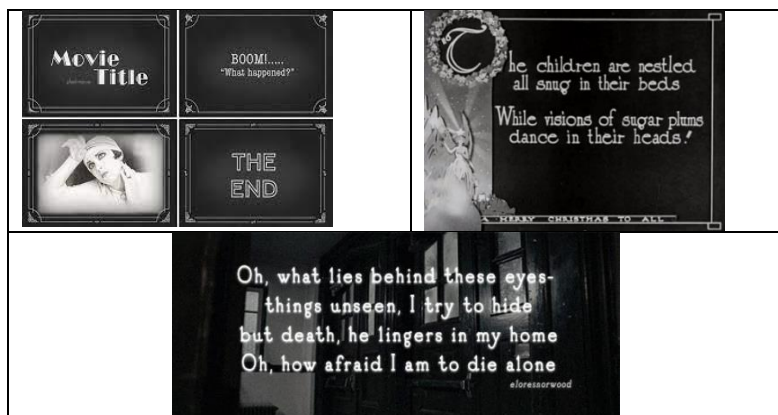 Movie
Title
BOOM!.....
"What happened?"
THE
END
The children are nestled
all snug in their beds
While visions of sugar plums
dance in their heads!
A MERRY CHRISTMAS TO ALL
Oh, what lies behind these eyes-
things unseen, I try to hide
but death, he lingers in my home
Oh, how afraid I am to die alone
eloressorwood